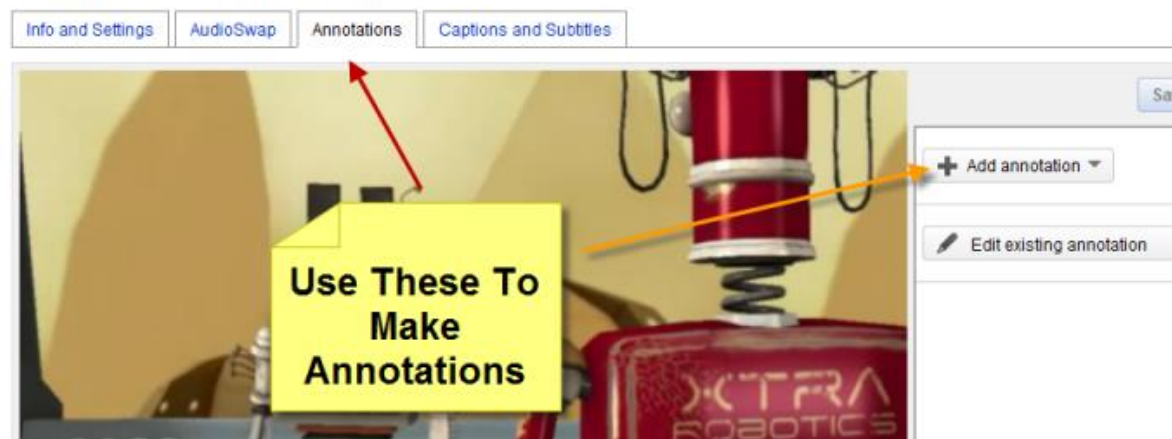 Info and Settings
AudioSwap
Annotations
Captions and Subtitles
Add annotation
Edit existing annotation
Use These To
Make
Annotations
XTRA
ROBOTICS